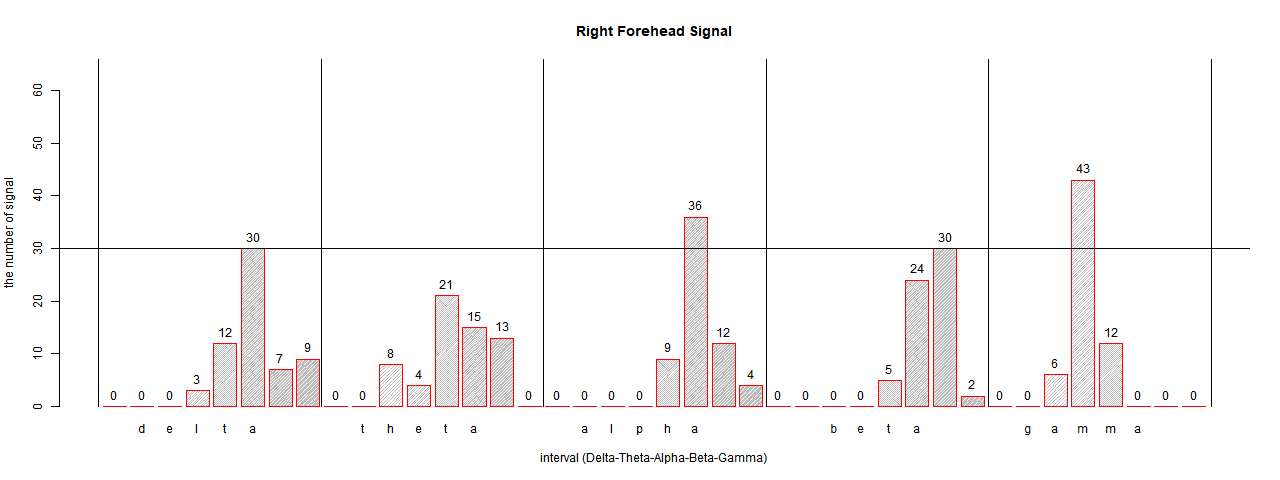 Right Forehead Signal
the number of signal
60
50
40
30
20
10
0
0 0 0 3 12 30 7 9 0 0 8 4 21 15 13 0 0 0 0 0 9 36 12 4 0 0 0 0 5 24 30 2 0 0 6 43 12 0 0 0
d e l t a t h e t a a l p h a b e t a g a m m a
interval (Delta-Theta-Alpha-Beta-Gamma)